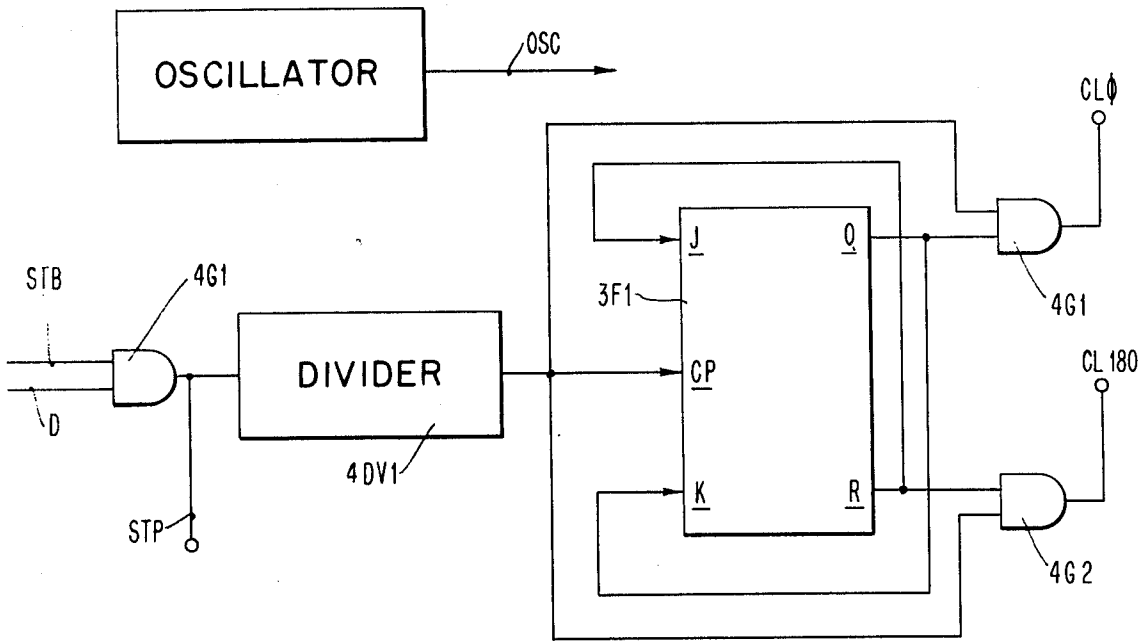 OSCILLATOR
OSC
CLϕ
J
Q
STB
4G1
3F1
4G1
DIVIDER
CP
CL 180
D
4DV1
K
R
STP
4G2